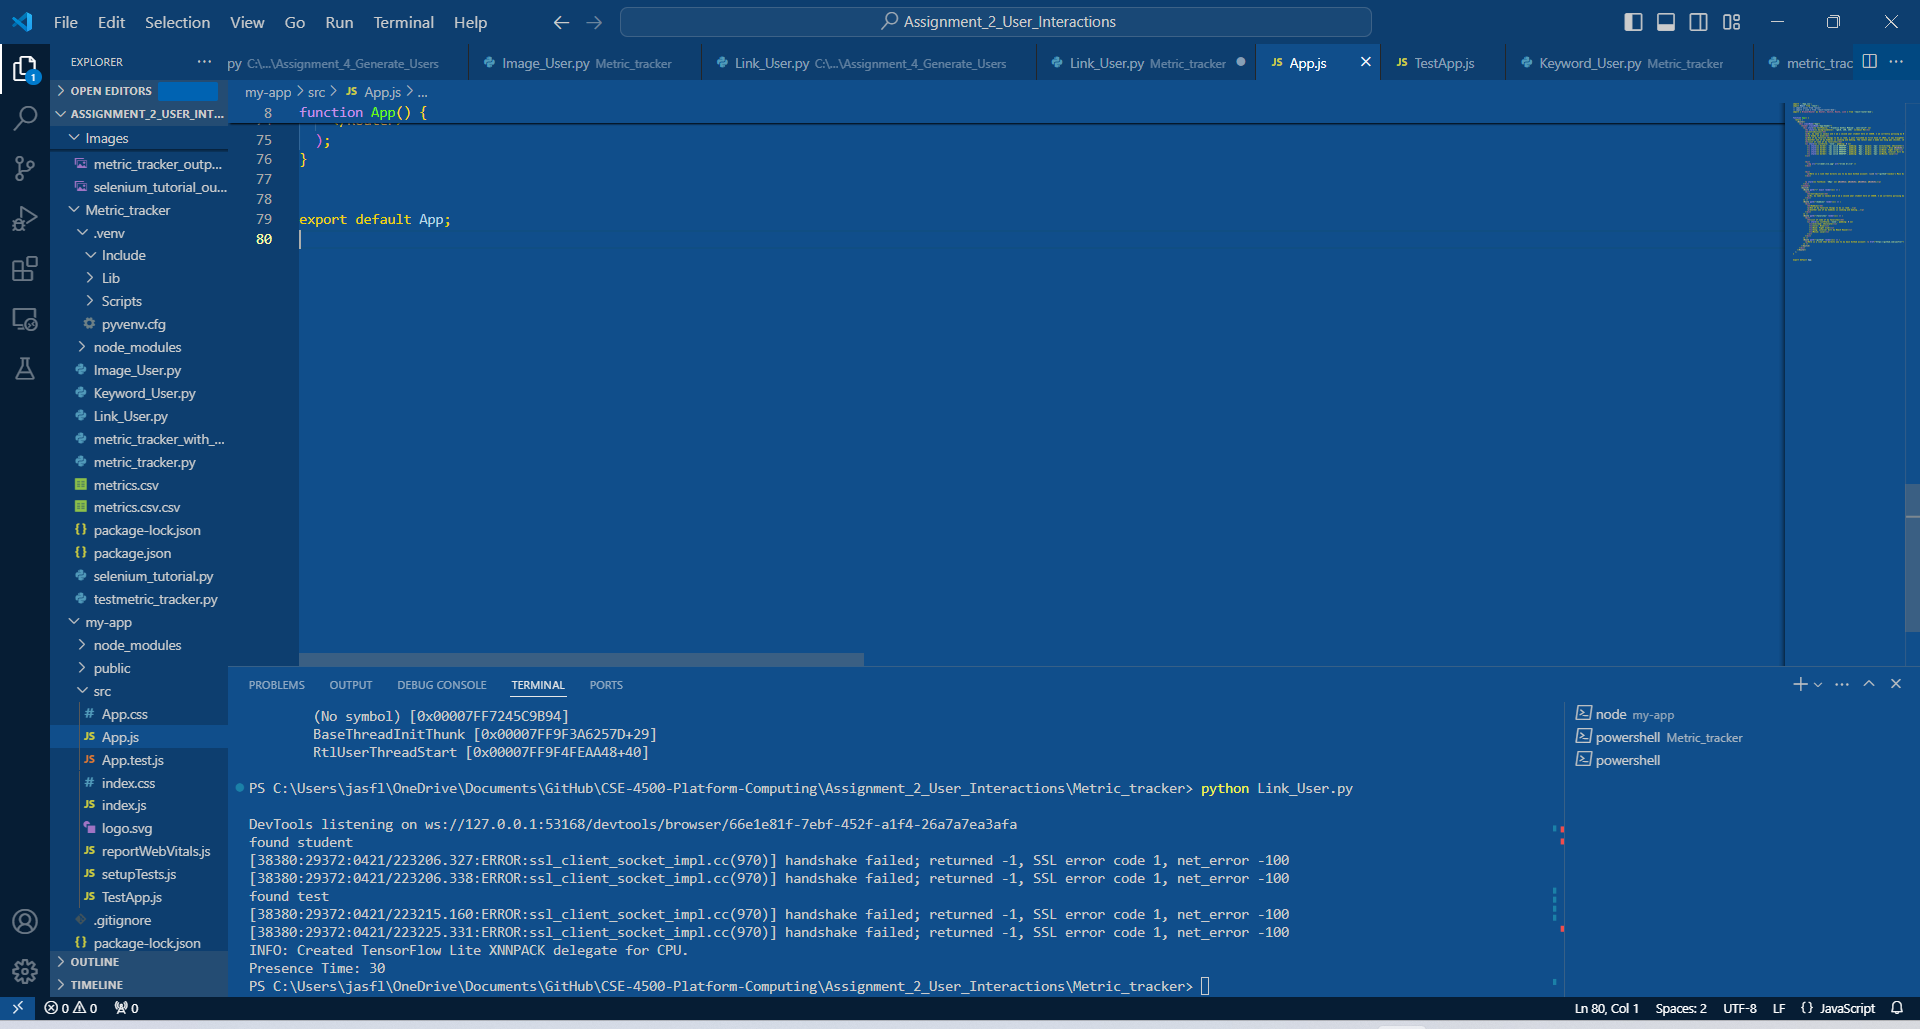 File Edit Selection View Go Run Terminal Help
Assignment_2_User_Interactions
EXPLORER
py C:\...\Assignment_4_Generate_Users
Image_User.py Metric_tracker
Link_User.py C:\...\Assignment_4_Generate_Users
Link_User.py Metric_tracker
JS App.js
JS TestApp.js
Keyword_User.py Metric_tracker
metric_trac
1
OPEN EDITORS
ASSIGNMENT_2_USER_INT...
Images
metric_tracker_outp...
selenium_tutorial_ou...
Metric_tracker
.venv
Include
Lib
Scripts
pyvenv.cfg
node_modules
Image_User.py
Keyword_User.py
Link_User.py
metric_tracker_with_...
metric_tracker.py
metrics.csv
metrics.csv.csv
{} package-lock.json
{} package.json
selenium_tutorial.py
testmetric_tracker.py
my-app
node_modules
public
src
# App.css
JS App.js
JS App.test.js
# index.css
JS index.js
logo.svg
JS reportWebVitals.js
JS setupTests.js
JS TestApp.js
.gitignore
{} package-lock.json
OUTLINE
TIMELINE
my-app > src > JS App.js > ...
8 function App() {
75 );
76 }
77
78
79 export default App;
80
PROBLEMS OUTPUT DEBUG CONSOLE TERMINAL PORTS
(No symbol) [0x00007FF7245C9B94]
BaseThreadInitThunk [0x00007FF9F3A6257D+29]
RtlUserThreadStart [0x00007FF9F4FEAA48+40]
PS C:\Users\jasfl\OneDrive\Documents\GitHub\CSE-4500-Platform-Computing\Assignment_2_User_Interactions\Metric_tracker> python Link_User.py
DevTools listening on ws://127.0.0.1:53168/devtools/browser/66e1e81f-7ebf-452f-a1f4-26a7a7ea3afa
found student
[38380:29372:0421/223206.327:ERROR:ssl_client_socket_impl.cc(970)] handshake failed; returned -1, SSL error code 1, net_error -100
[38380:29372:0421/223206.338:ERROR:ssl_client_socket_impl.cc(970)] handshake failed; returned -1, SSL error code 1, net_error -100
found test
[38380:29372:0421/223215.160:ERROR:ssl_client_socket_impl.cc(970)] handshake failed; returned -1, SSL error code 1, net_error -100
[38380:29372:0421/223225.331:ERROR:ssl_client_socket_impl.cc(970)] handshake failed; returned -1, SSL error code 1, net_error -100
INFO: Created TensorFlow Lite XNNPACK delegate for CPU.
Presence Time: 30
PS C:\Users\jasfl\OneDrive\Documents\GitHub\CSE-4500-Platform-Computing\Assignment_2_User_Interactions\Metric_tracker>
node my-app
powershell Metric_tracker
powershell
0 0 0
Ln 80, Col 1 Spaces: 2 UTF-8 LF {} JavaScript